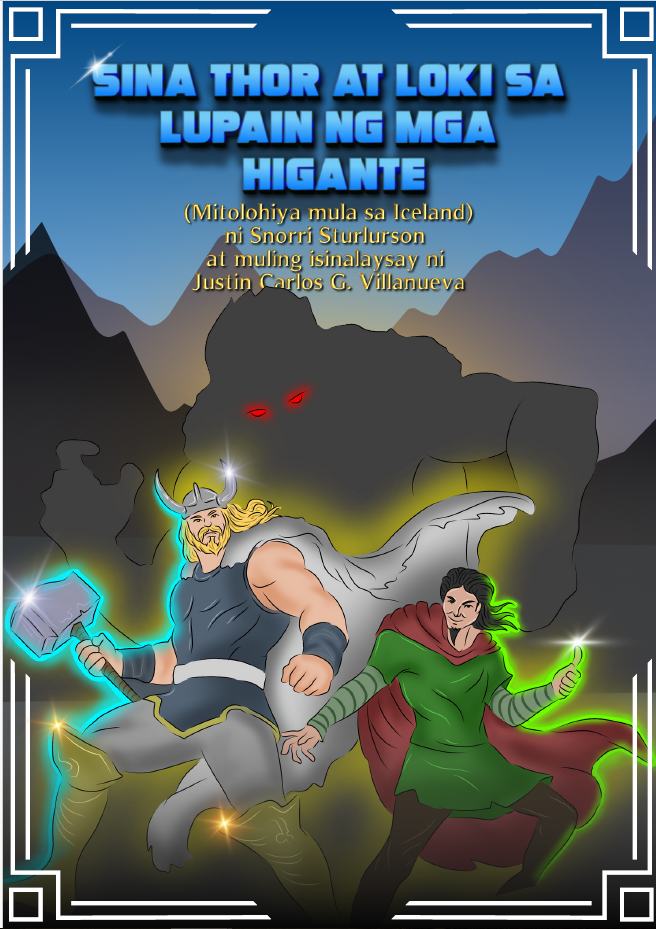 SINA THOR AT LOKI SA
LUPAIN NG MGA
HIGANTE
(Mitolohiya mula sa Iceland)
ni Snorri Sturlurson
at muling isinalaysay ni
Justin Carlos G. Villanueva